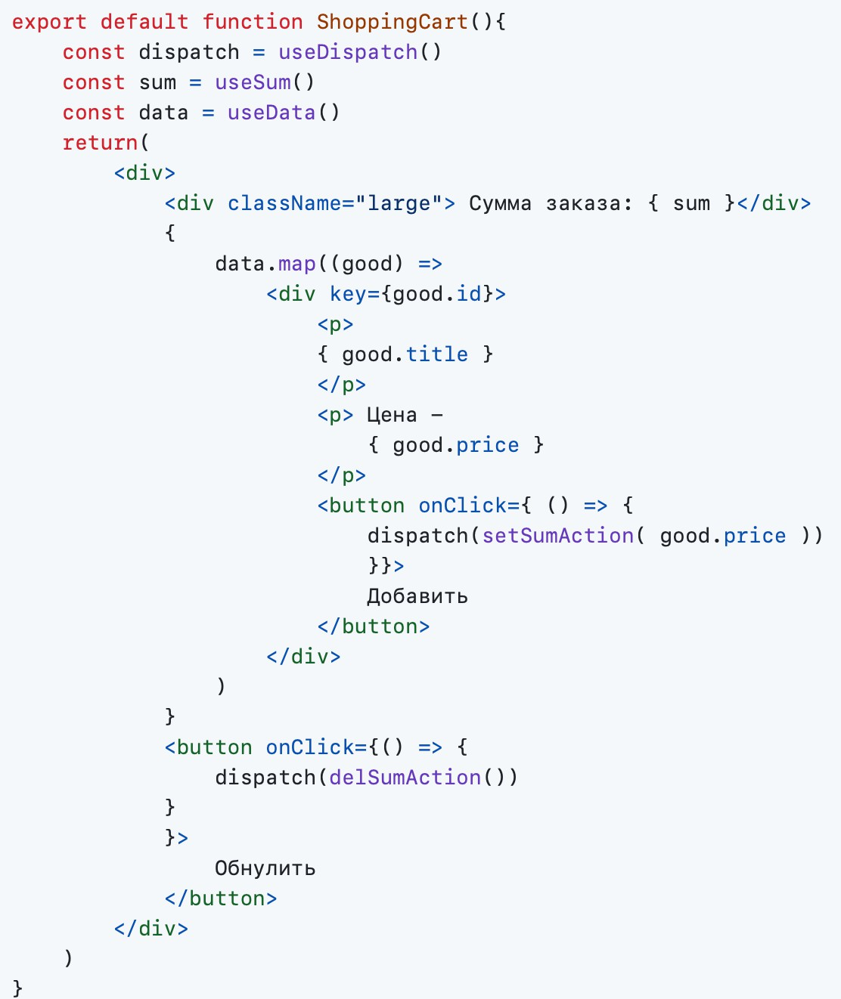 export default function ShoppingCart(){
    const dispatch = useDispatch()
    const sum = useSum()
    const data = useData()
    return(
        <div>
            <div className="large"> Сумма заказа: { sum }</div>
            {
                data.map((good) =>
                    <div key={good.id}>
                        <p>
                        { good.title }
                        </p>
                        <p> Цена –
                            { good.price }
                        </p>
                        <button onClick={ () => {
                            dispatch(setSumAction( good.price ))
                            }}>
                            Добавить
                        </button>
                    </div>
                )
            }
            <button onClick={() => {
                dispatch(delSumAction())
            }
            }>
                Обнулить
            </button>
        </div>
    )
}